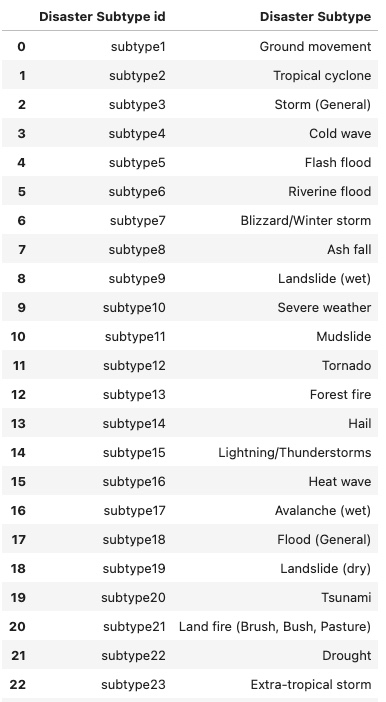 Disaster Subtype id Disaster Subtype
0 subtype1 Ground movement
1 subtype2 Tropical cyclone
2 subtype3 Storm (General)
3 subtype4 Cold wave
4 subtype5 Flash flood
5 subtype6 Riverine flood
6 subtype7 Blizzard/Winter storm
7 subtype8 Ash fall
8 subtype9 Landslide (wet)
9 subtype10 Severe weather
10 subtype11 Mudslide
11 subtype12 Tornado
12 subtype13 Forest fire
13 subtype14 Hail
14 subtype15 Lightning/Thunderstorms
15 subtype16 Heat wave
16 subtype17 Avalanche (wet)
17 subtype18 Flood (General)
18 subtype19 Landslide (dry)
19 subtype20 Tsunami
20 subtype21 Land fire (Brush, Bush, Pasture)
21 subtype22 Drought
22 subtype23 Extra-tropical storm